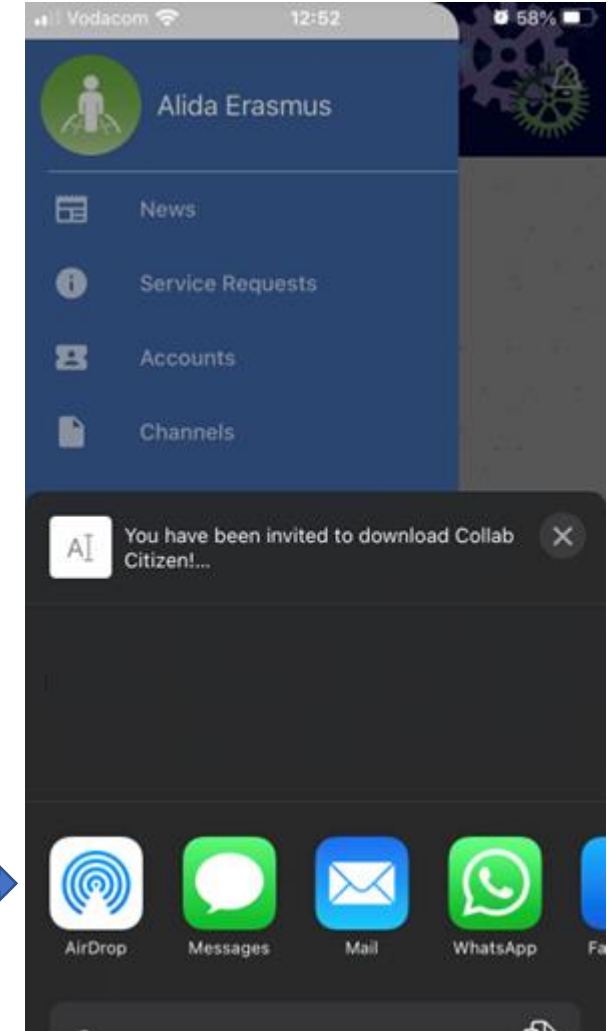 Vodacom 12:52 58%
Alida Erasmus
News
Service Requests
Accounts
Channels
You have been invited to download Collab
Citizen!...
AirDrop Messages Mail WhatsApp Fa